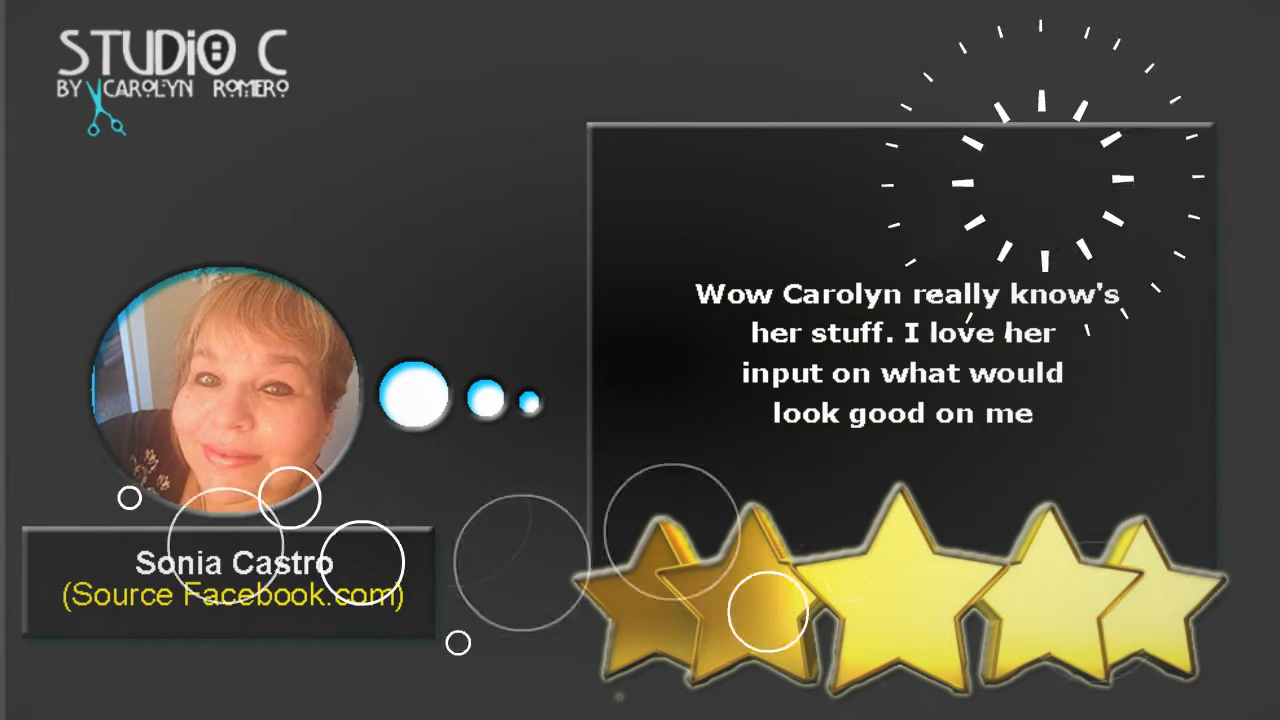 STUDiO C
BY CAROLYN ROMERO
Wow Carolyn really know's
her stuff. I love her
input on what would
look good on me
Sonia Castro
(Source Facebook.com)